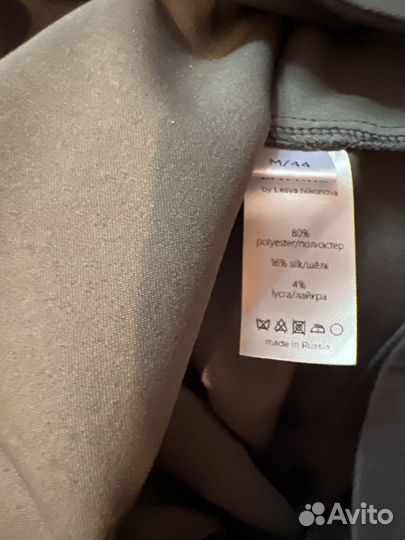 M/44
by Lesya Nikonova
80%
polyester/полиэстер
16% silk/шёлк
4%
lycra/лайкра
made in Russia
Avito